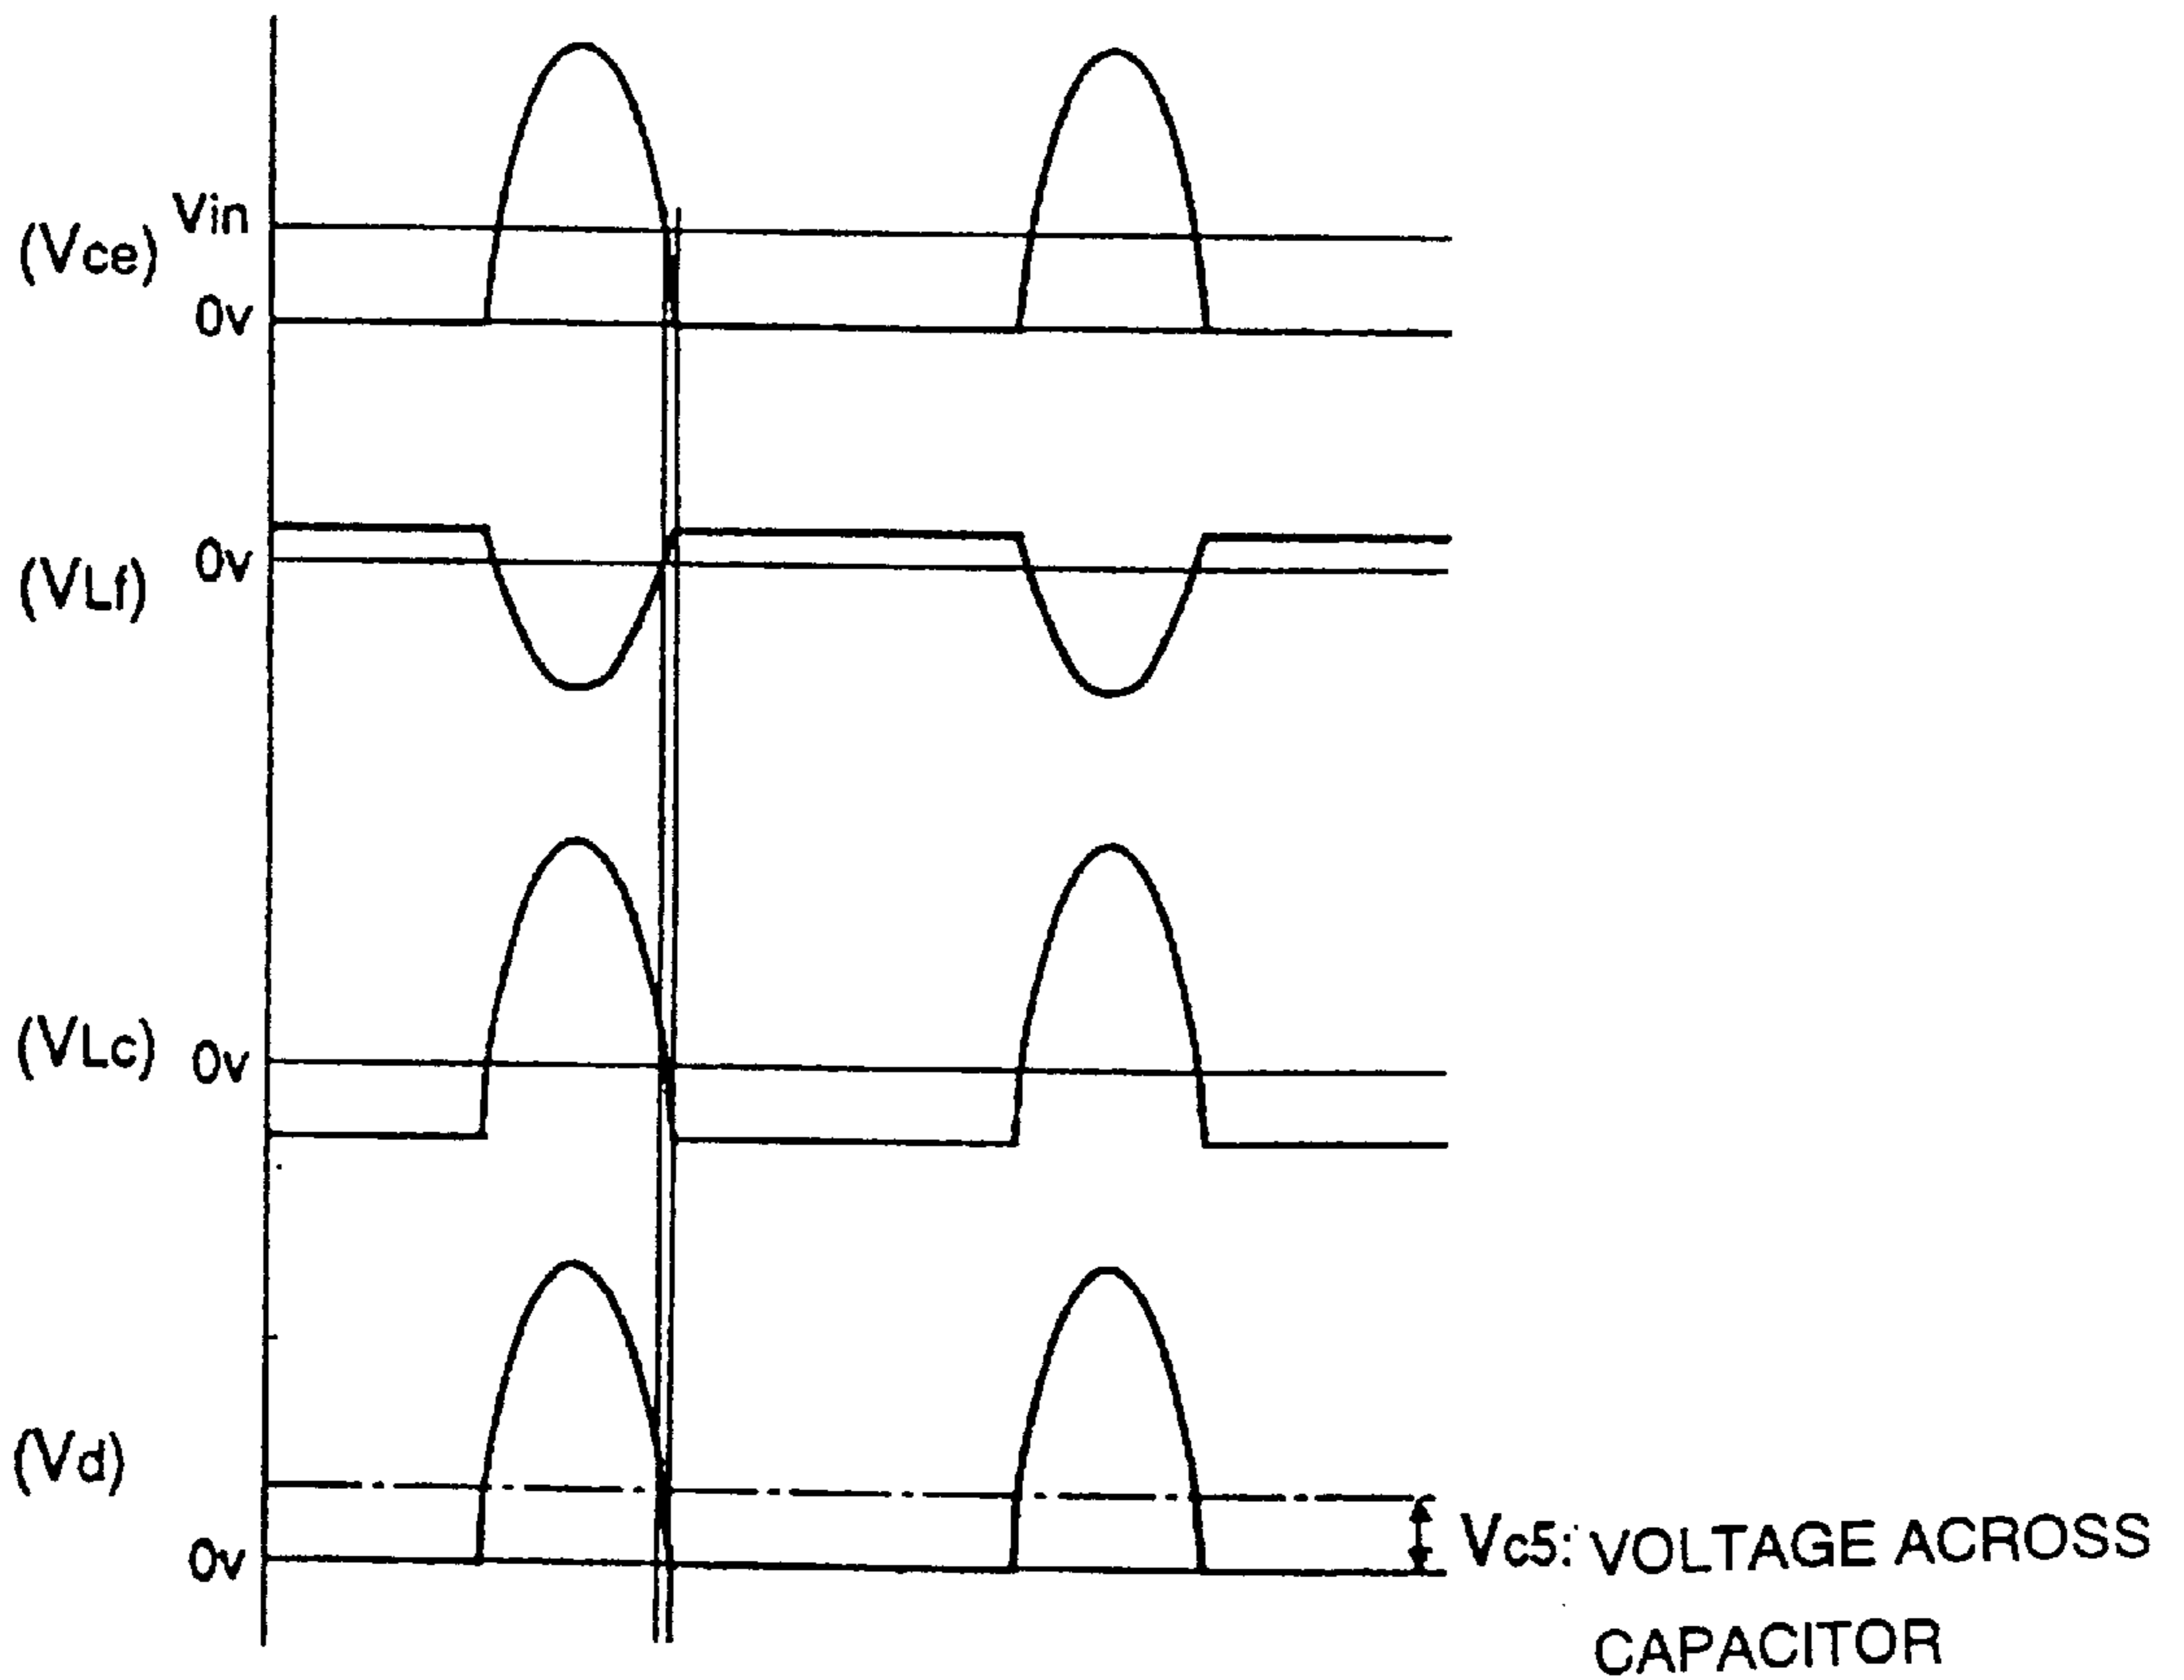 Vin
(Vce)
0v
0v
(VLf)
(VLc) 0v
(Vd)
0v
Vc5: VOLTAGE ACROSS
CAPACITOR